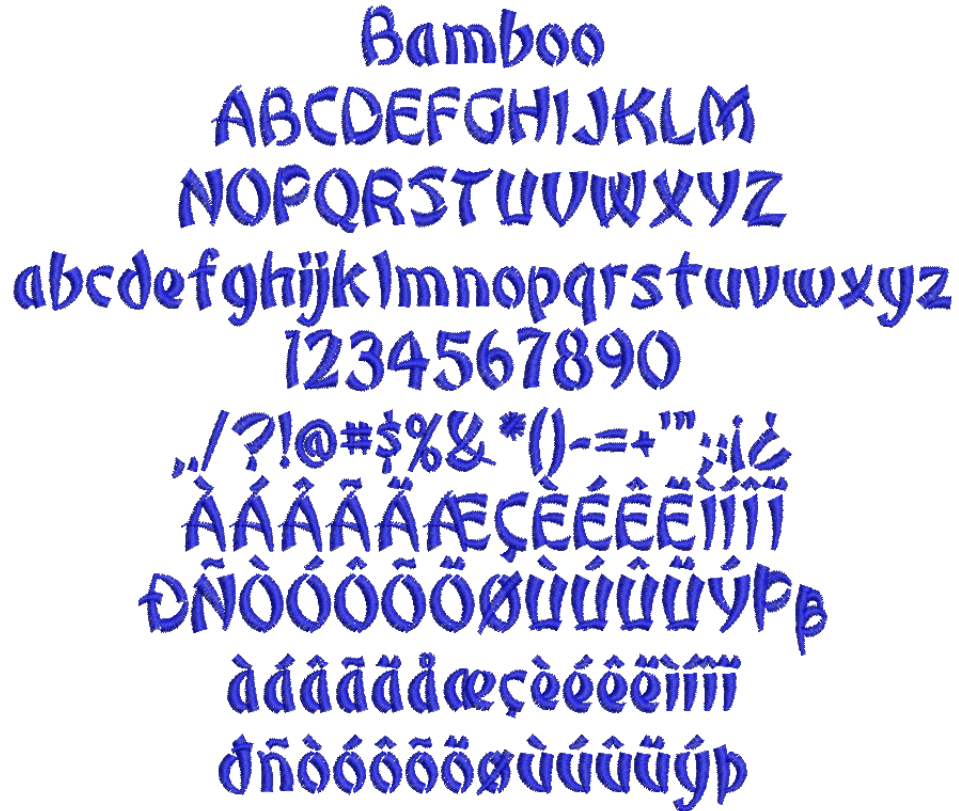 Bamboo
ABCDEFGHIJKLM
NOPQRSTUVWXYZ
abcdefghijklmnopqrstuvwxyz
1234567890
,,/?!@#$%&*()-=+'";:¡¿
ÀÁÂÃÄÆÇÈÉÊËÌÍÎÏ
ÐÑÒÓÔÕÖØÙÚÛÜÝÞß
àáâãäåæçèéêëìíîï
ðñòóôõöøùúûüýþ